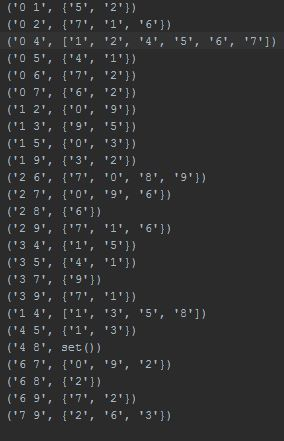 ('0 1', {'5', '2'})
('0 2', {'7', '1', '6'})
('0 4', ['1', '2', '4', '5', '6', '7'])
('0 5', {'4', '1'})
('0 6', {'7', '2'})
('0 7', {'6', '2'})
('1 2', {'0', '9'})
('1 3', {'9', '5'})
('1 5', {'0', '3'})
('1 9', {'3', '2'})
('2 6', {'7', '0', '8', '9'})
('2 7', {'0', '9', '6'})
('2 8', {'6'})
('2 9', {'7', '1', '6'})
('3 4', {'1', '5'})
('3 5', {'4', '1'})
('3 7', {'9'})
('3 9', {'7', '1'})
('1 4', ['1', '3', '5', '8'])
('4 5', {'1', '3'})
('4 8', set())
('6 7', {'0', '9', '2'})
('6 8', {'2'})
('6 9', {'7', '2'})
('7 9', {'2', '6', '3'})